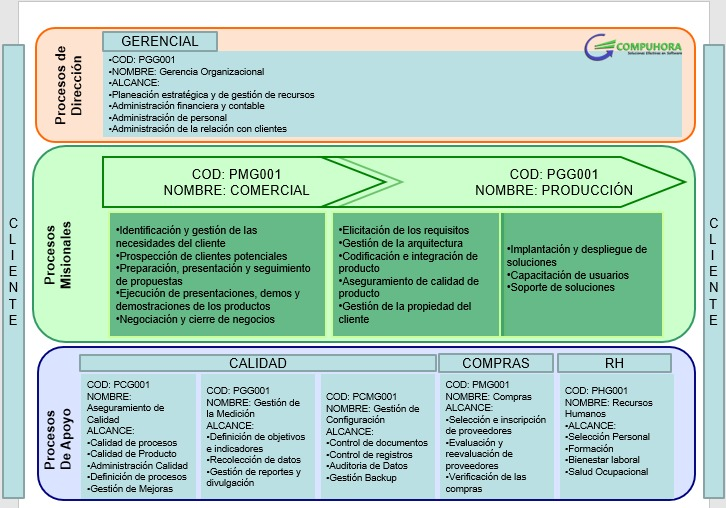 GERENCIAL
COMPUHORA
Soluciones Efectivas en Software
Procesos de
Dirección
•COD: PGG001
•NOMBRE: Gerencia Organizacional
•ALCANCE:
•Planeación estratégica y de gestión de recursos
•Administración financiera y contable
•Administración de personal
•Administración de la relación con clientes
CLIENTE
CLIENTE
Procesos
Misionales
COD: PMG001
NOMBRE: COMERCIAL
COD: PGG001
NOMBRE: PRODUCCIÓN
•Identificación y gestión de las
necesidades del cliente
•Prospección de clientes potenciales
•Preparación, presentación y seguimiento
de propuestas
•Ejecución de presentaciones, demos y
demostraciones de los productos
•Negociación y cierre de negocios
•Elicitación de los requisitos
•Gestión de la arquitectura
•Codificación e integración de
producto
•Aseguramiento de calidad de
producto
•Gestión de la propiedad del
cliente
•Implantación y despliegue de
soluciones
•Capacitación de usuarios
•Soporte de soluciones
Procesos
De Apoyo
CALIDAD
COMPRAS
RH
COD: PCG001
NOMBRE:
Aseguramiento de
Calidad
ALCANCE:
•Calidad de procesos
•Calidad de Producto
•Administración Calidad
•Definición de procesos
•Gestión de Mejoras
COD: PGG001
NOMBRE: Gestión de
la Medición
ALCANCE:
•Definición de objetivos
e indicadores
•Recolección de datos
•Gestión de reportes y
divulgación
COD: PCMG001
NOMBRE: Gestión de
Configuración
ALCANCE:
•Control de documentos
•Control de registros
•Auditoria de Datos
•Gestión Backup
COD: PMG001
NOMBRE: Compras
ALCANCE:
•Selección e inscripción
de proveedores
•Evaluación y
reevaluación de
proveedores
•Verificación de las
compras
COD: PHG001
NOMBRE: Recursos
Humanos
•ALCANCE:
•Selección Personal
•Formación
•Bienestar laboral
•Salud Ocupacional